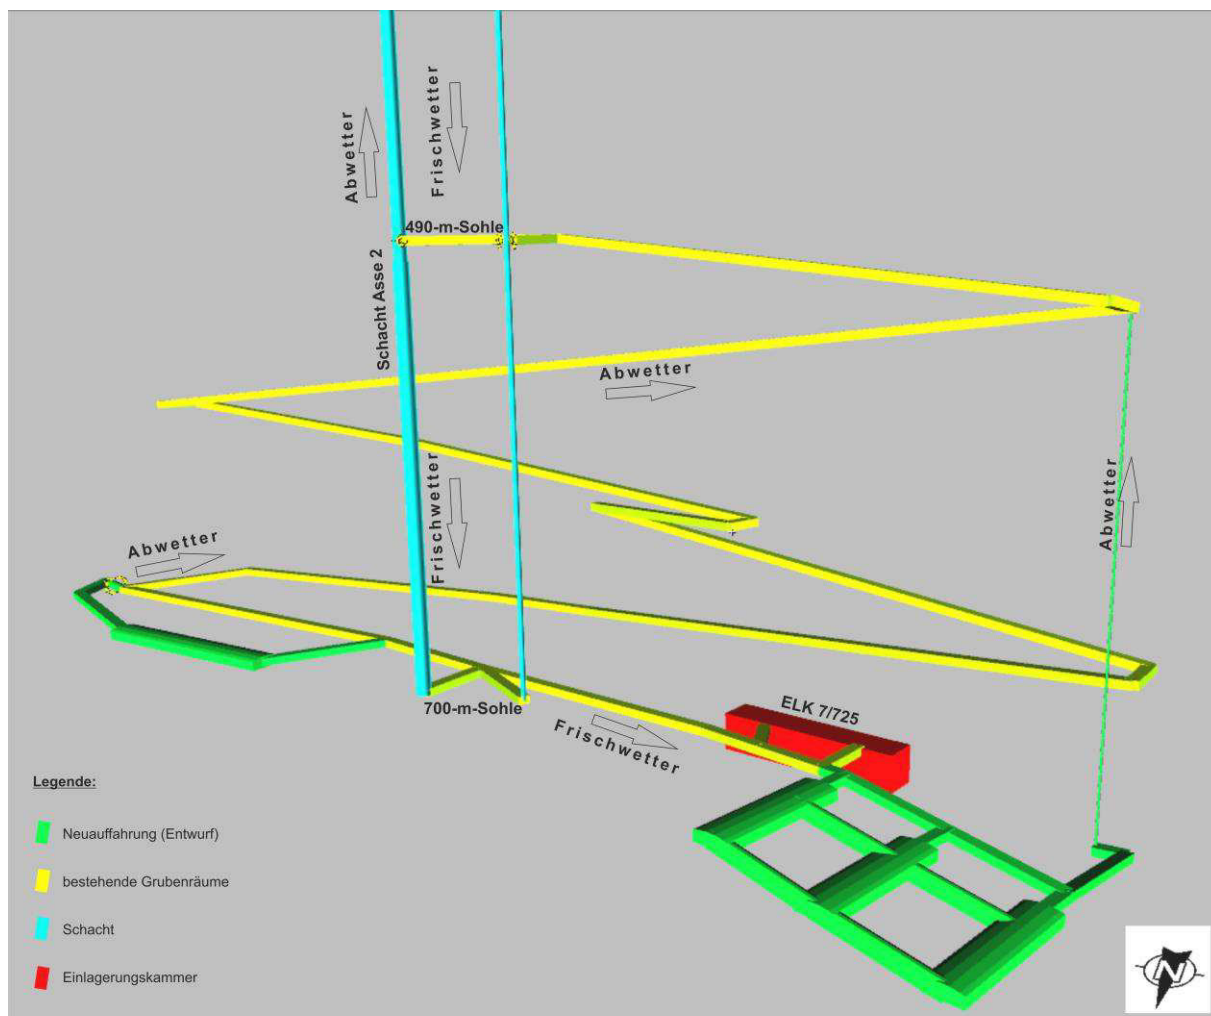 Abwetter
Frischwetter
490-m-Sohle
Schacht Asse 2
Abwetter
Frischwetter
Abwetter
Abwetter
700-m-Sohle
Frischwetter
ELK 7/725
Legende:
Neuauffahrung (Entwurf)
bestehende Grubenräume
Schacht
Einlagerungskammer
N